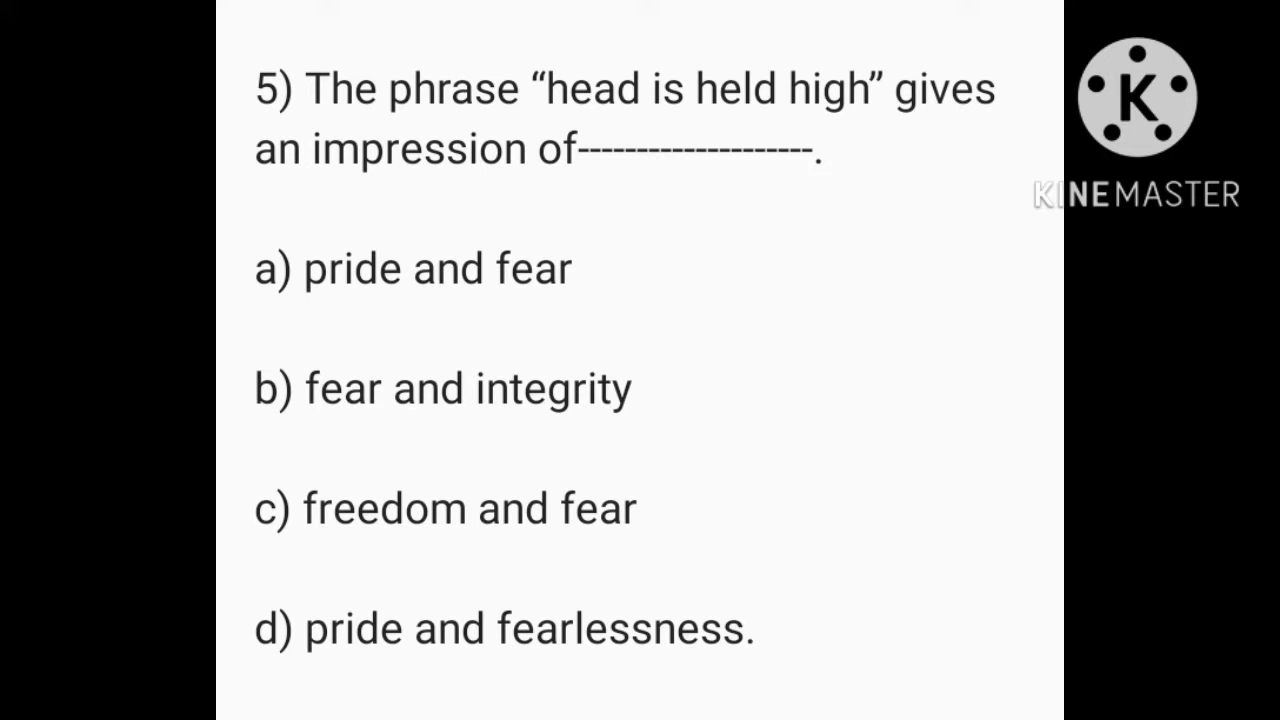 5) The phrase “head is held high” gives
an impression of--------------------.
a) pride and fear
b) fear and integrity
c) freedom and fear
d) pride and fearlessness.
K
KINEMASTER